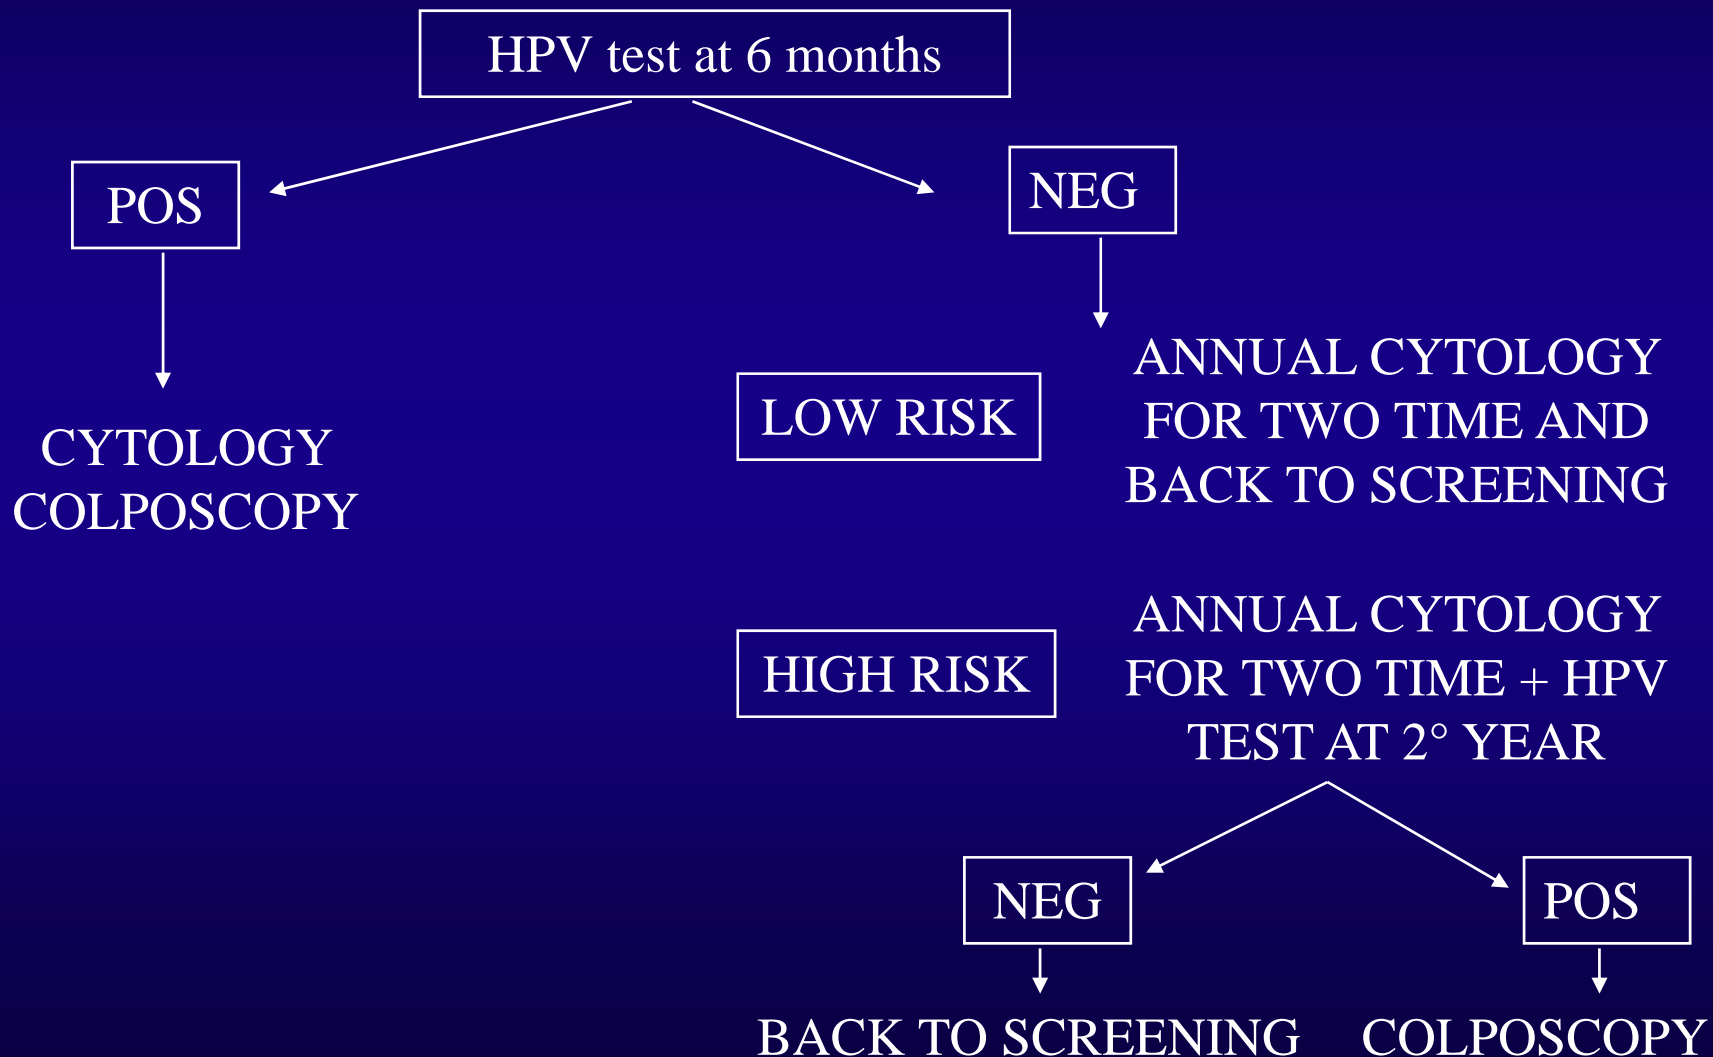 HPV test at 6 months
POS
NEG
CYTOLOGY
COLPOSCOPY
LOW RISK
ANNUAL CYTOLOGY
FOR TWO TIME AND
BACK TO SCREENING
HIGH RISK
ANNUAL CYTOLOGY
FOR TWO TIME + HPV
TEST AT 2° YEAR
NEG
POS
BACK TO SCREENING
COLPOSCOPY